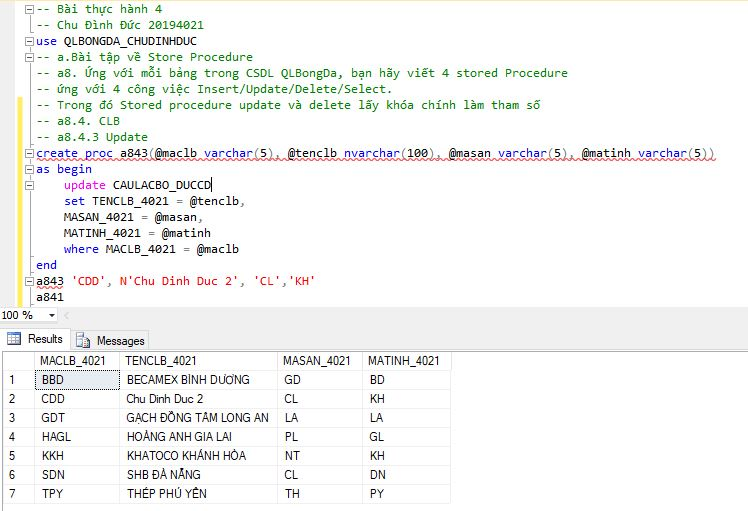 -- Bài thực hành 4
-- Chu Đình Đức 20194021
use QLBONGDA_CHUDINHDUC
-- a.Bài tập về Store Procedure
-- a8. Ứng với mỗi bảng trong CSDL QLBongDa, bạn hãy viết 4 stored Procedure
-- ứng với 4 công việc Insert/Update/Delete/Select.
-- Trong đó Stored procedure update và delete lấy khóa chính làm tham số
-- a8.4. CLB
-- a8.4.3 Update
create proc a843(@maclb varchar(5), @tenclb nvarchar(100), @masan varchar(5), @matinh varchar(5))
as begin
update CAULACBO_DUCCD
set TENCLB_4021 = @tenclb,
MASAN_4021 = @masan,
MATINH_4021 = @matinh
where MACLB_4021 = @maclb
end
a843 'CDD', N'Chu Dinh Duc 2', 'CL','KH'
a841
100 %
Results Messages
MACLB_4021 TENCLB_4021 MASAN_4021 MATINH_4021
1 BBD BECAMEX BÌNH DƯƠNG GD BD
2 CDD Chu Dinh Duc 2 CL KH
3 GDT GẠCH ĐỒNG TÂM LONG AN LA LA
4 HAGL HOÀNG ANH GIA LAI PL GL
5 KKH KHATOCO KHÁNH HÒA NT KH
6 SDN SHB ĐÀ NẴNG CL DN
7 TPY THÉP PHÚ YÊN TH PY